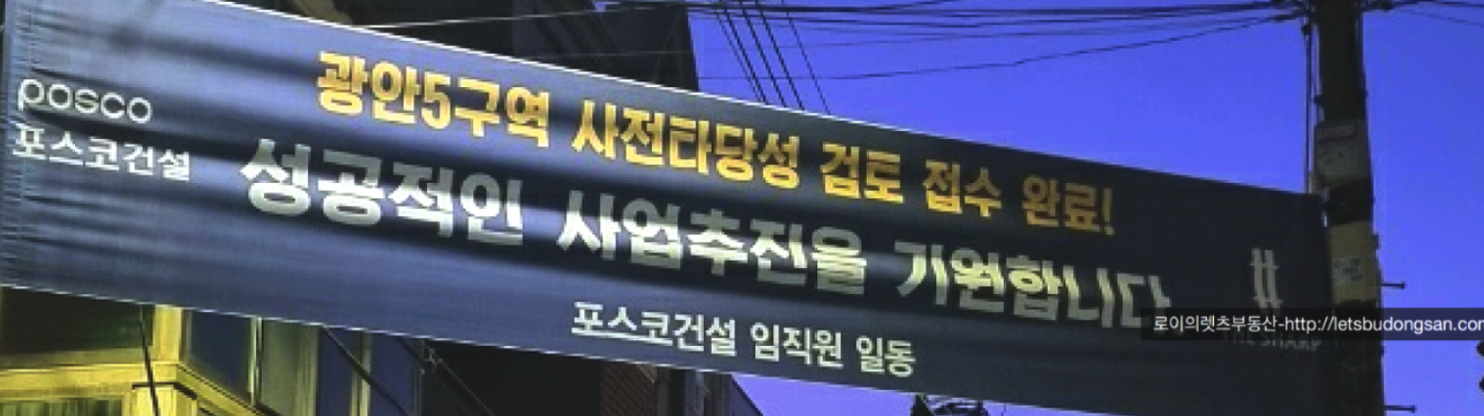 posco
포스코건설
광안5구역 사전타당성 검토 접수 완료!
성공적인 사업추진을 기원합니다
포스코건설 임직원 일동
THE SHARP
로이의렛츠부동산-http://letsbudongsan.com